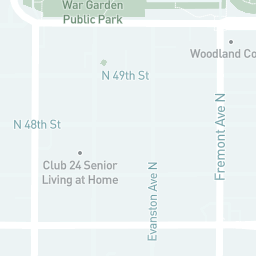 War Garden
Public Park
Woodland Co
N 49th St
N 48th St
Club 24 Senior
Living at Home
Evanston Ave N
Fremont Ave N